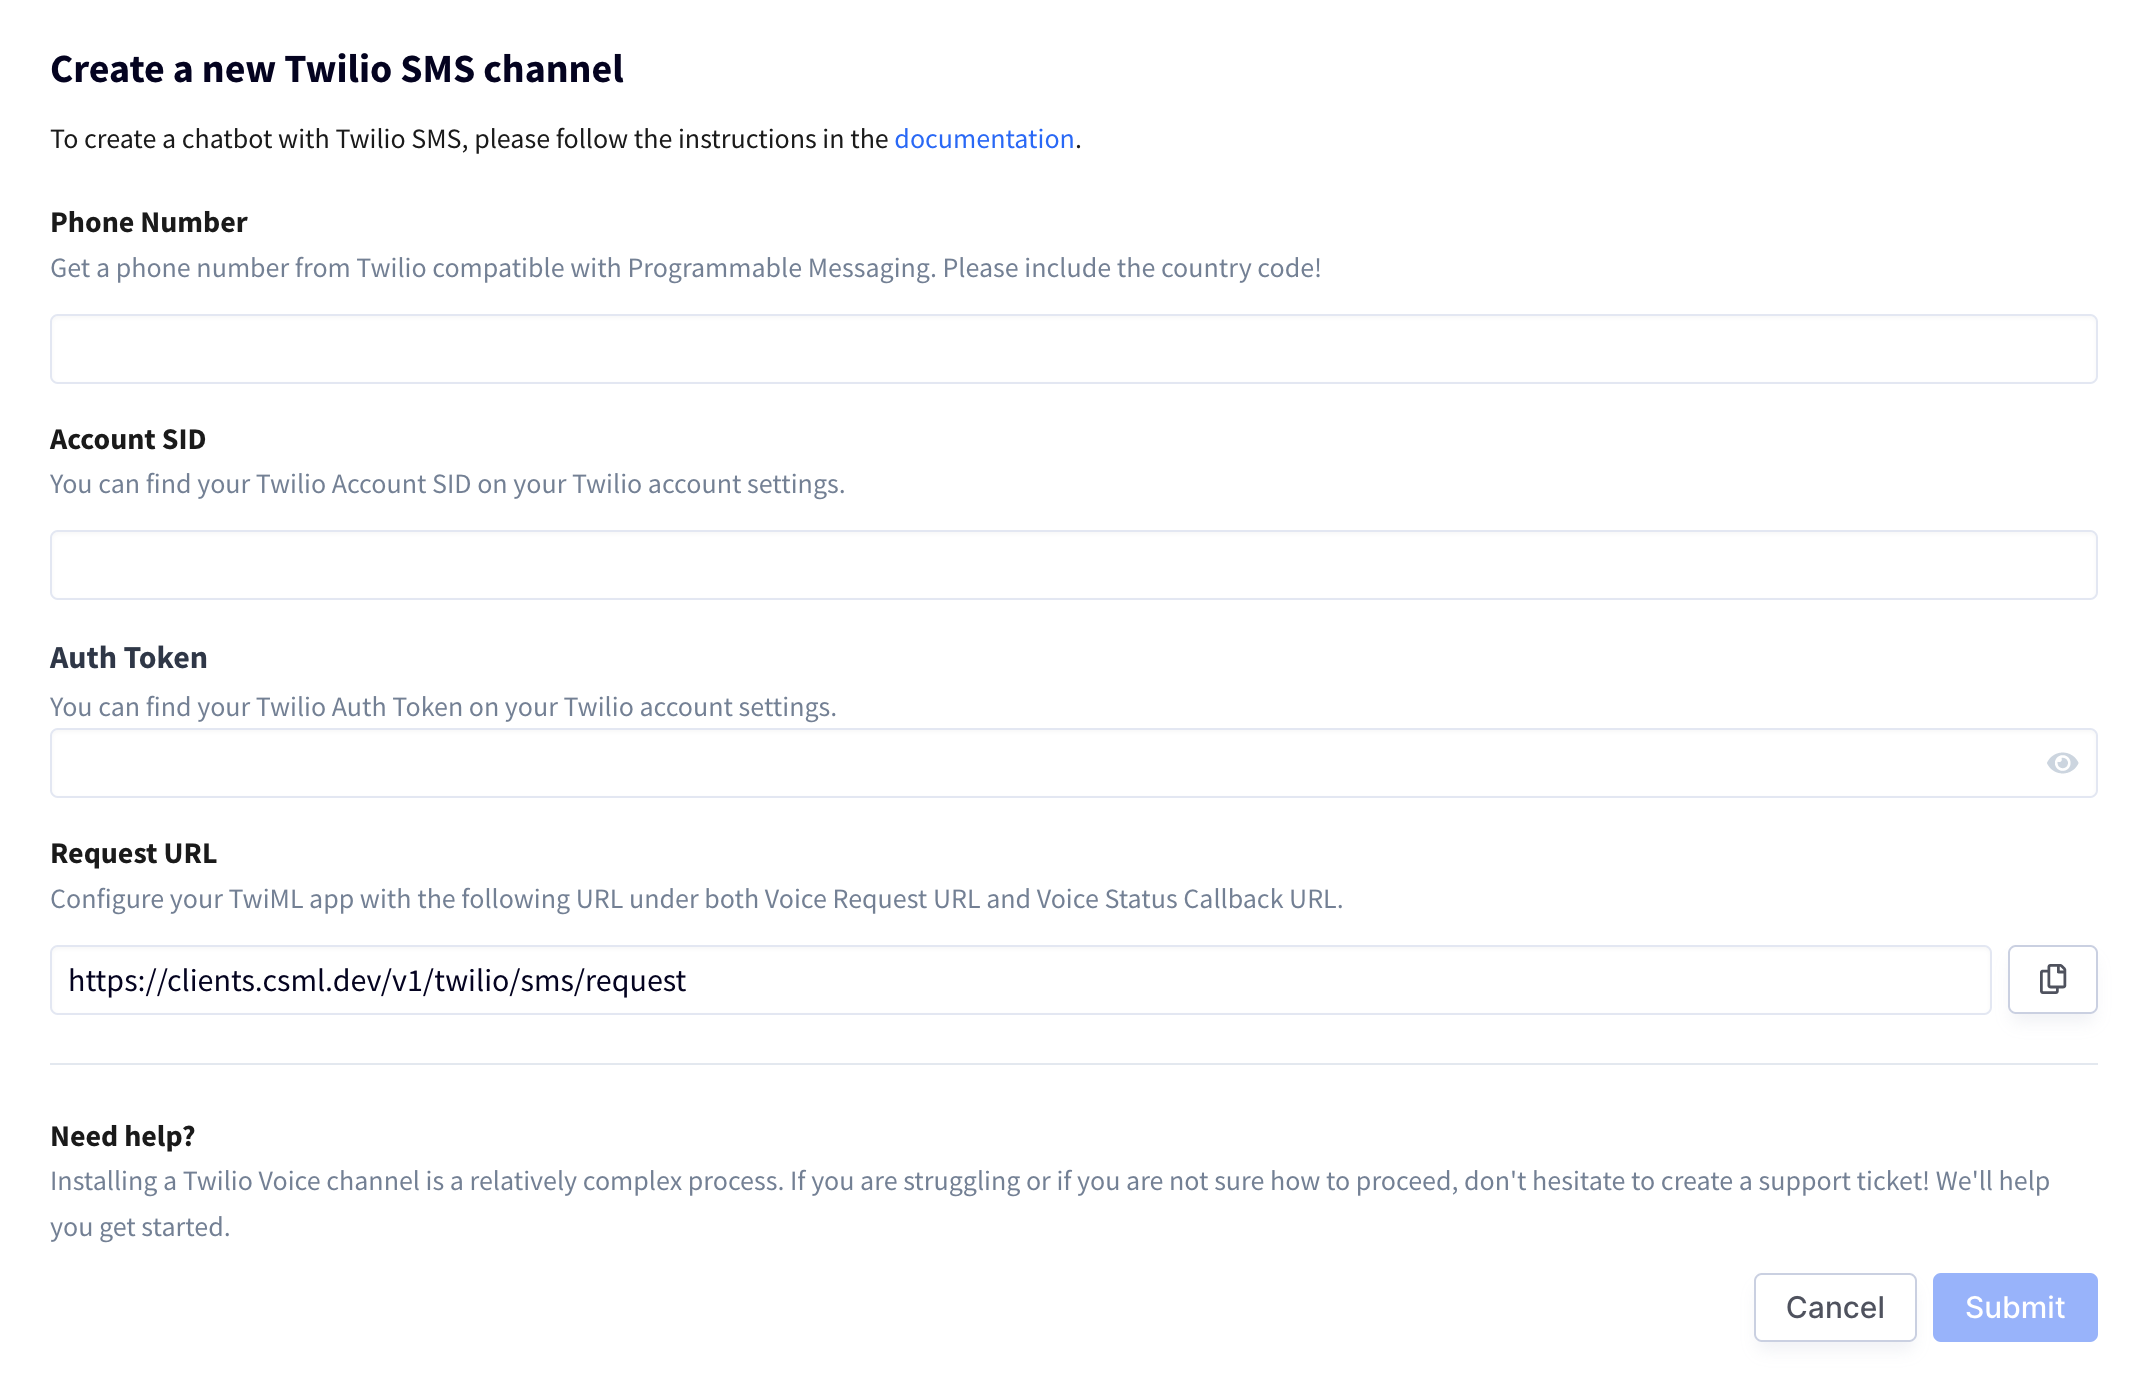 Create a new Twilio SMS channel
To create a chatbot with Twilio SMS, please follow the instructions in the documentation.
Phone Number
Get a phone number from Twilio compatible with Programmable Messaging. Please include the country code!
Account SID
You can find your Twilio Account SID on your Twilio account settings.
Auth Token
You can find your Twilio Auth Token on your Twilio account settings.
Request URL
Configure your TwiML app with the following URL under both Voice Request URL and Voice Status Callback URL.
https://clients.csml.dev/v1/twilio/sms/request
Need help?
Installing a Twilio Voice channel is a relatively complex process. If you are struggling or if you are not sure how to proceed, don't hesitate to create a support ticket! We'll help
you get started.
Cancel Submit